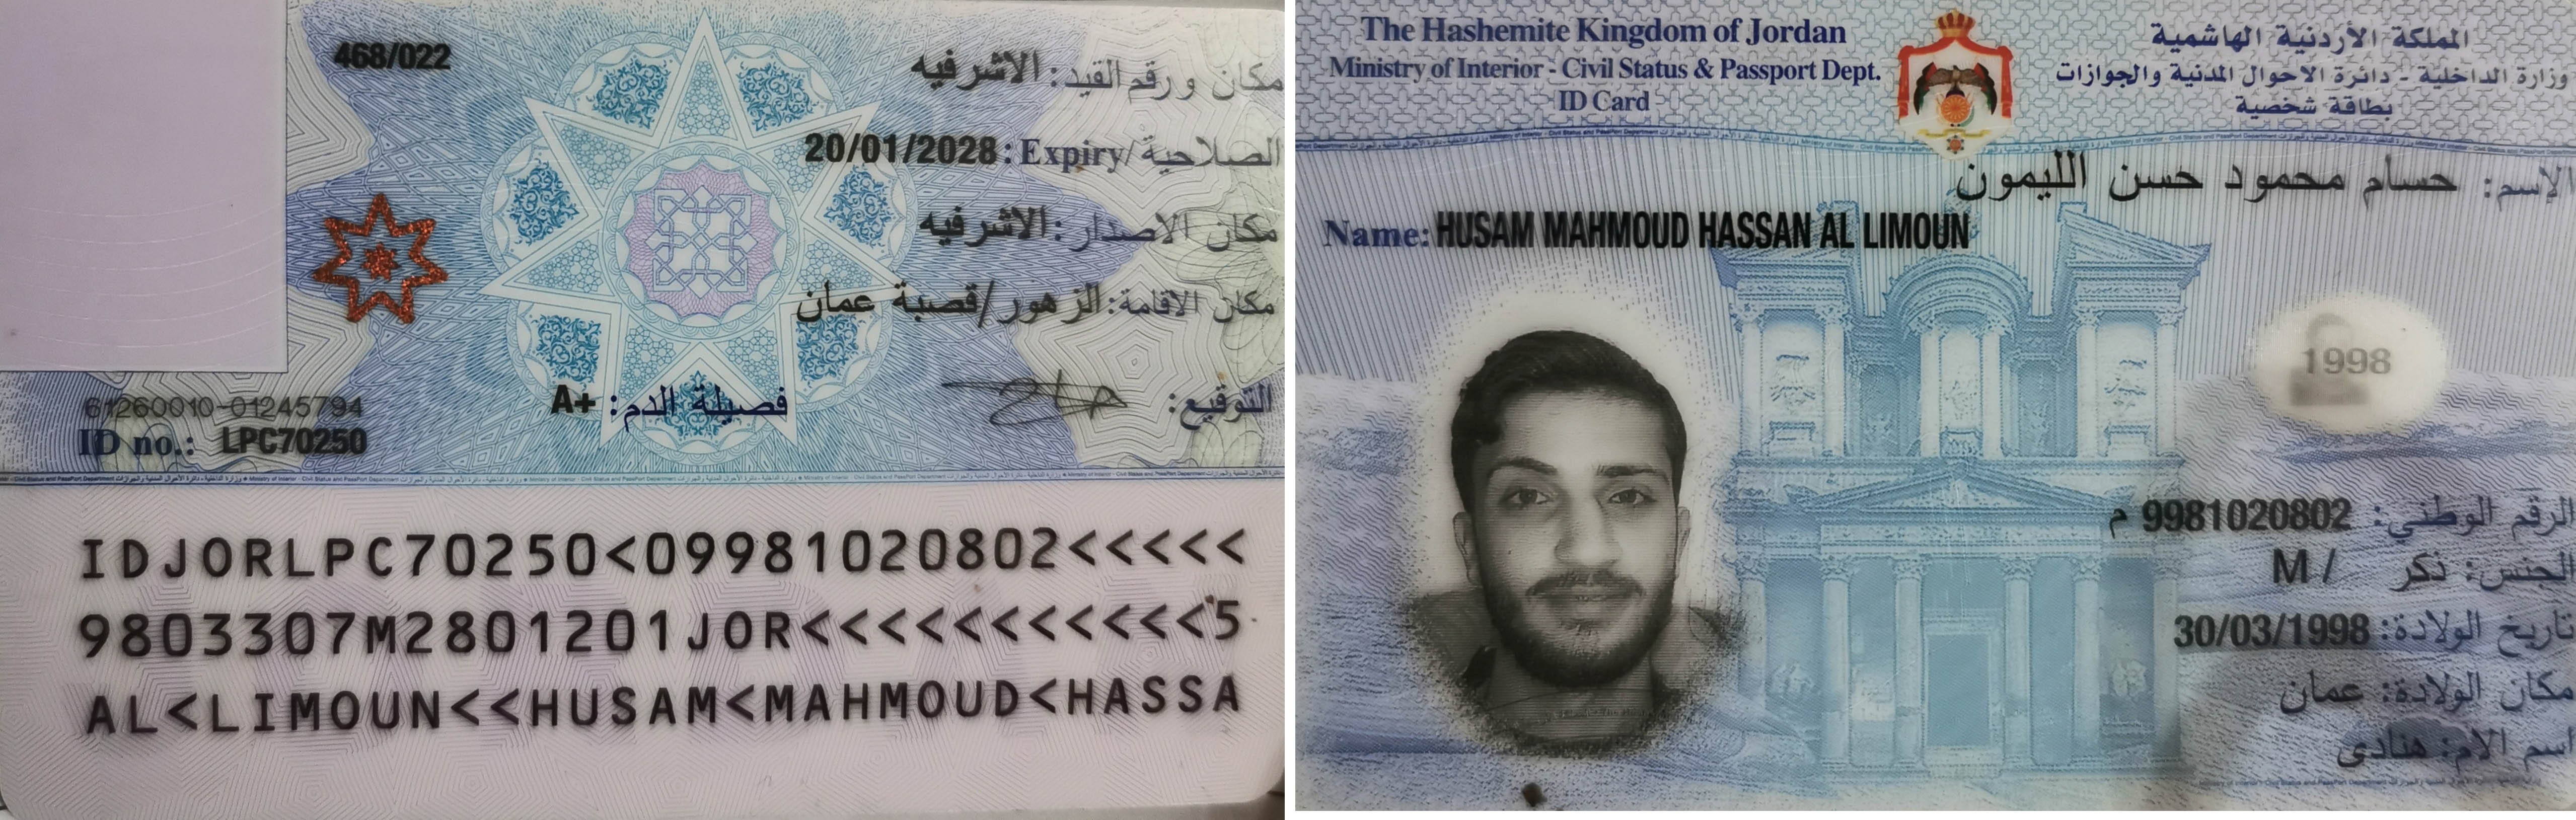 468/022
مكان ورقم القيد: الاشرفيه
20/01/2028 :Expiry/الصلاحية
مكان الاصدار: الاشرفيه
مكان الاقامة: الزهور/قصبة عمان
التوقيع:
فصيلة الدم: A+
61260010-01245794
ID no.: LPC70250
IDJORLPC70250<09981020802<<<<<
9803307M2801201JOR<<<<<<<<<<<5
AL<LIMOUN<<HUSAM<MAHMOUD<HASSA
The Hashemite Kingdom of Jordan
Ministry of Interior - Civil Status & Passport Dept.
ID Card
المملكة الأردنية الهاشمية
وزارة الداخلية - دائرة الاحوال المدنية والجوازات
بطاقة شخصية
الإسم: حسام محمود حسن الليمون
Name: HUSAM MAHMOUD HASSAN AL LIMOUN
1998
الرقم الوطني: 9981020802 م
الجنس: ذكر / M
تاريخ الولادة: 30/03/1998
مكان الولادة: عمان
اسم الام: هنادى